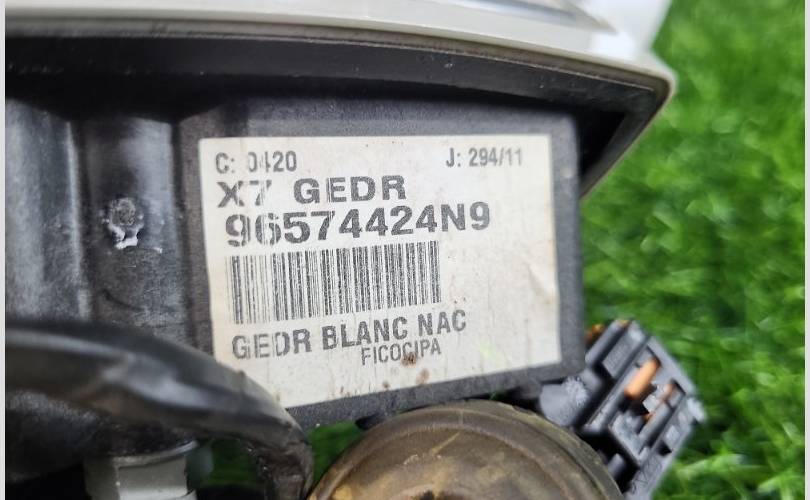 C: 0420 J: 294/11
X7 GEDR
96574424N9
GEDR BLANC NAC
FICOCIPA